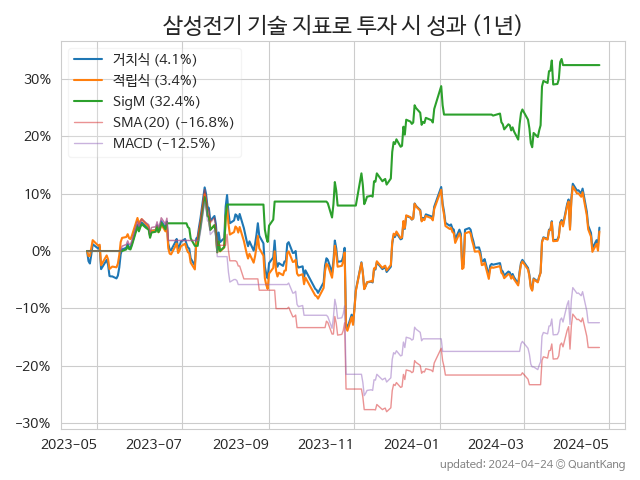 삼성전기 기술 지표로 투자 시 성과 (1년)
거치식 (4.1%)
적립식 (3.4%)
SigM (32.4%)
SMA(20) (−16.8%)
MACD (−12.5%)
30%
20%
10%
0%
−10%
−20%
−30%
2023-05 2023-07 2023-09 2023-11 2024-01 2024-03 2024-05
updated: 2024-04-24 © QuantKang